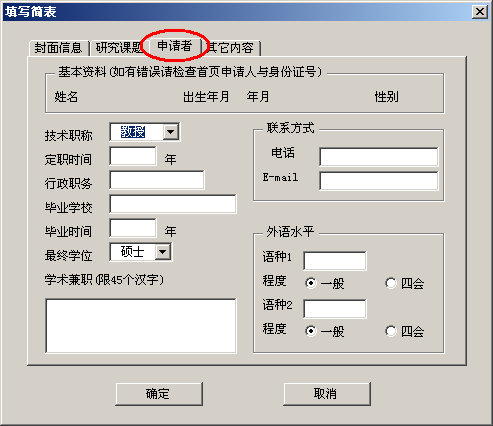 填写简表
封面信息 研究课题 申请者 其它内容
基本资料(如有错误请检查首页申请人与身份证号)
姓名 出生年月 年月 性别
技术职称 教授
定职时间 年
行政职务
毕业学校
毕业时间 年
最终学位 硕士
学术兼职(限45个汉字)
联系方式
电话
E-mail
外语水平
语种1
程度 一般 四会
语种2
程度 一般 四会
确定 取消